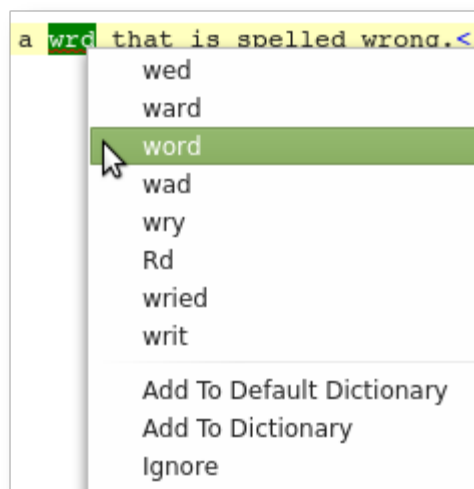 a wrd that is spelled wrong.<
wed
ward
word
wad
wry
Rd
wried
writ
Add To Default Dictionary
Add To Dictionary
Ignore